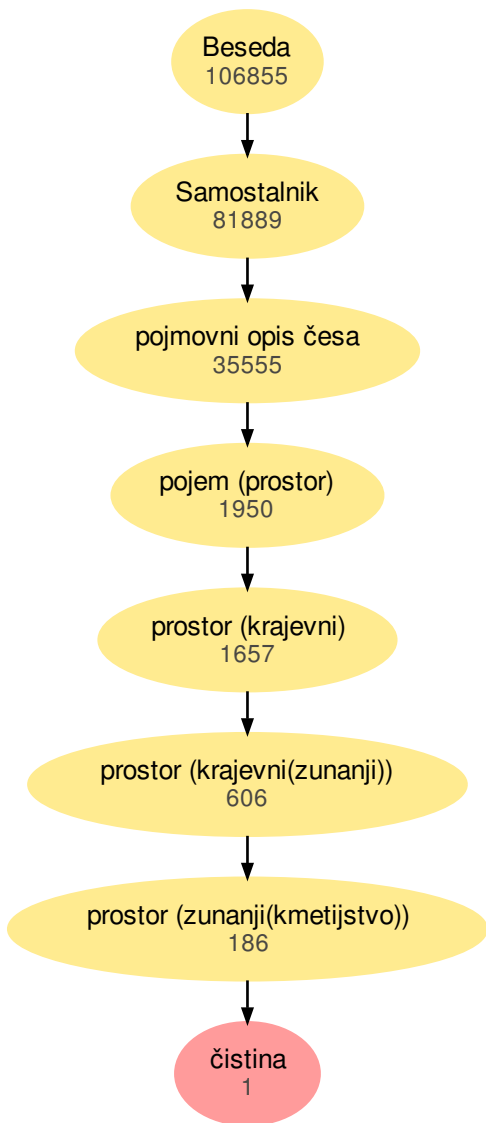 Beseda
106855
Samostalnik
81889
pojmovni opis česa
35555
pojem (prostor)
1950
prostor (krajevni)
1657
prostor (krajevni(zunanji))
606
prostor (zunanji(kmetijstvo))
186
čistina
1